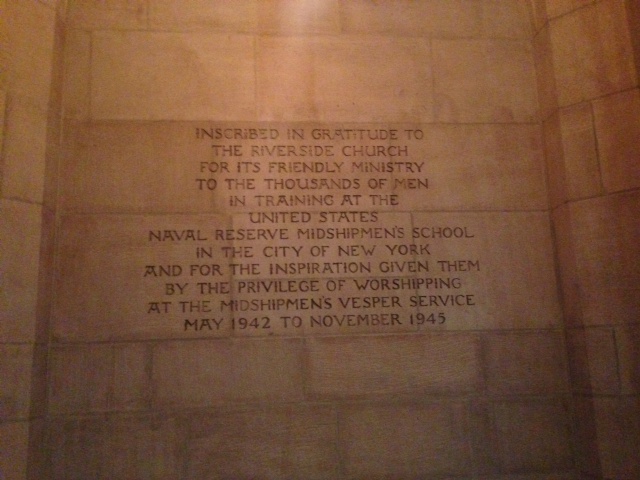 INSCRIBED IN GRATITUDE TO
THE RIVERSIDE CHURCH
FOR ITS FRIENDLY MINISTRY
TO THE THOUSANDS OF MEN
IN TRAINING AT THE
UNITED STATES
NAVAL RESERVE MIDSHIPMEN'S SCHOOL
IN THE CITY OF NEW YORK
AND FOR THE INSPIRATION GIVEN THEM
BY THE PRIVILEGE OF WORSHIPPING
AT THE MIDSHIPMEN'S VESPER SERVICE
MAY 1942 TO NOVEMBER 1945